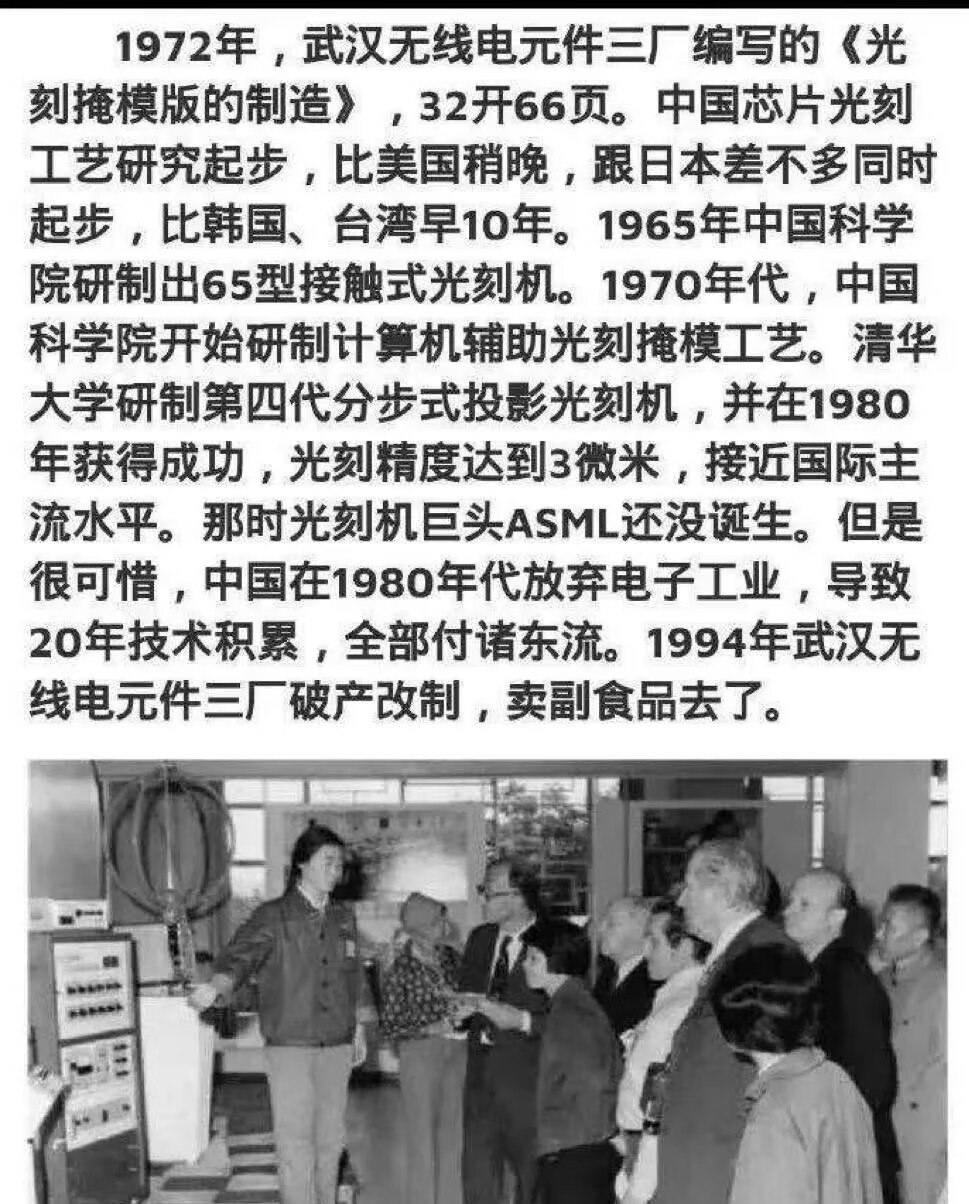 1972年，武汉无线电元件三厂编写的《光
刻掩模版的制造》，32开66页。中国芯片光刻
工艺研究起步，比美国稍晚，跟日本差不多同时
起步，比韩国、台湾早10年。1965年中国科学
院研制出65型接触式光刻机。1970年代，中国
科学院开始研制计算机辅助光刻掩模工艺。清华
大学研制第四代分步式投影光刻机，并在1980
年获得成功，光刻精度达到3微米，接近国际主
流水平。那时光刻机巨头ASML还没诞生。但是
很可惜，中国在1980年代放弃电子工业，导致
20年技术积累，全部付诸东流。1994年武汉无
线电元件三厂破产改制，卖副食品去了。